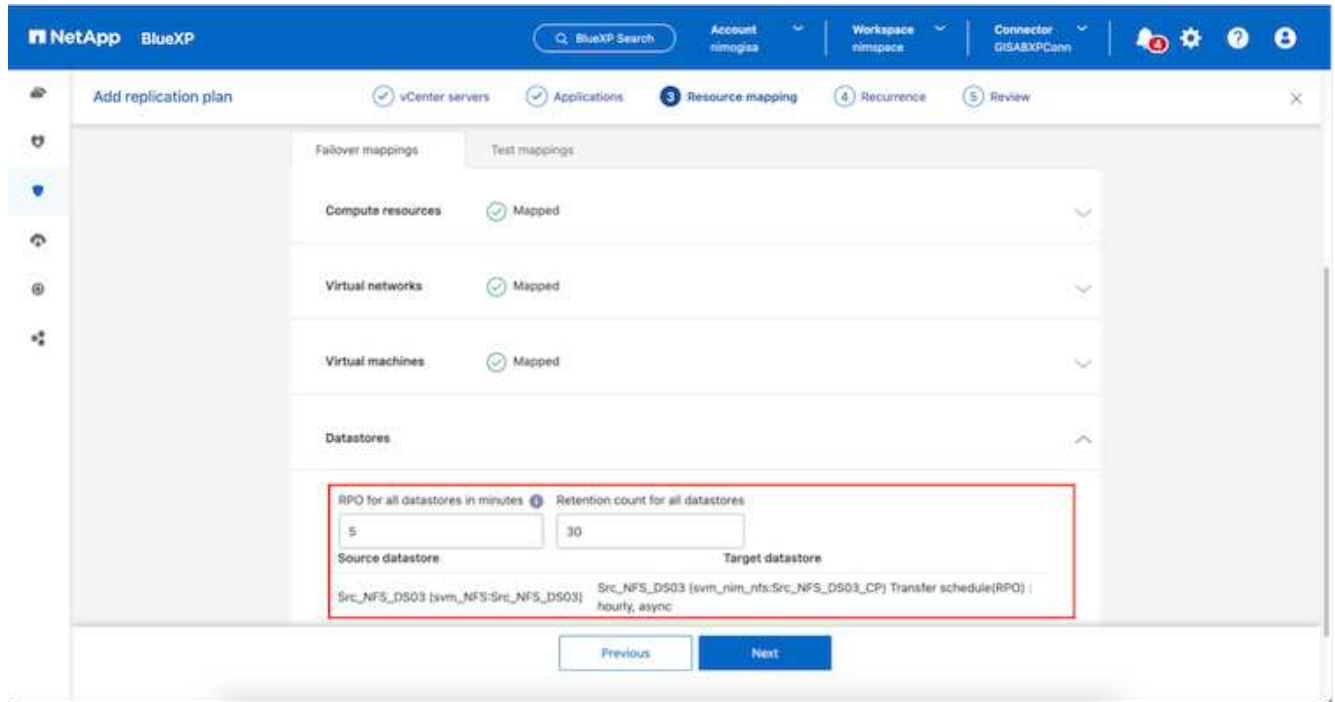 NetApp BlueXP BlueXP Search Account Workspace Connector
nimogisa nimspace GISABXPConn 4
Add replication plan vCenter servers Applications 3 Resource mapping 4 Recurrence 5 Review
Failover mappings Test mappings
Compute resources Mapped
Virtual networks Mapped
Virtual machines Mapped
Datastores
RPO for all datastores in minutes Retention count for all datastores
5 30
Source datastore Target datastore
Src_NFS_DS03 (svm_NFS:Src_NFS_DS03) Src_NFS_DS03 (svm_nim_nfs:Src_NFS_DS03_CP) Transfer schedule(RPO) :
hourly, async
Previous Next